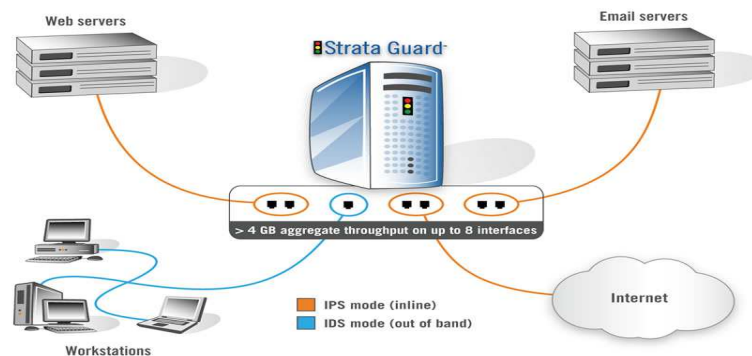 Web servers
Email servers
Strata Guard
> 4 GB aggregate throughput on up to 8 interfaces
IPS mode (inline)
IDS mode (out of band)
Internet
Workstations